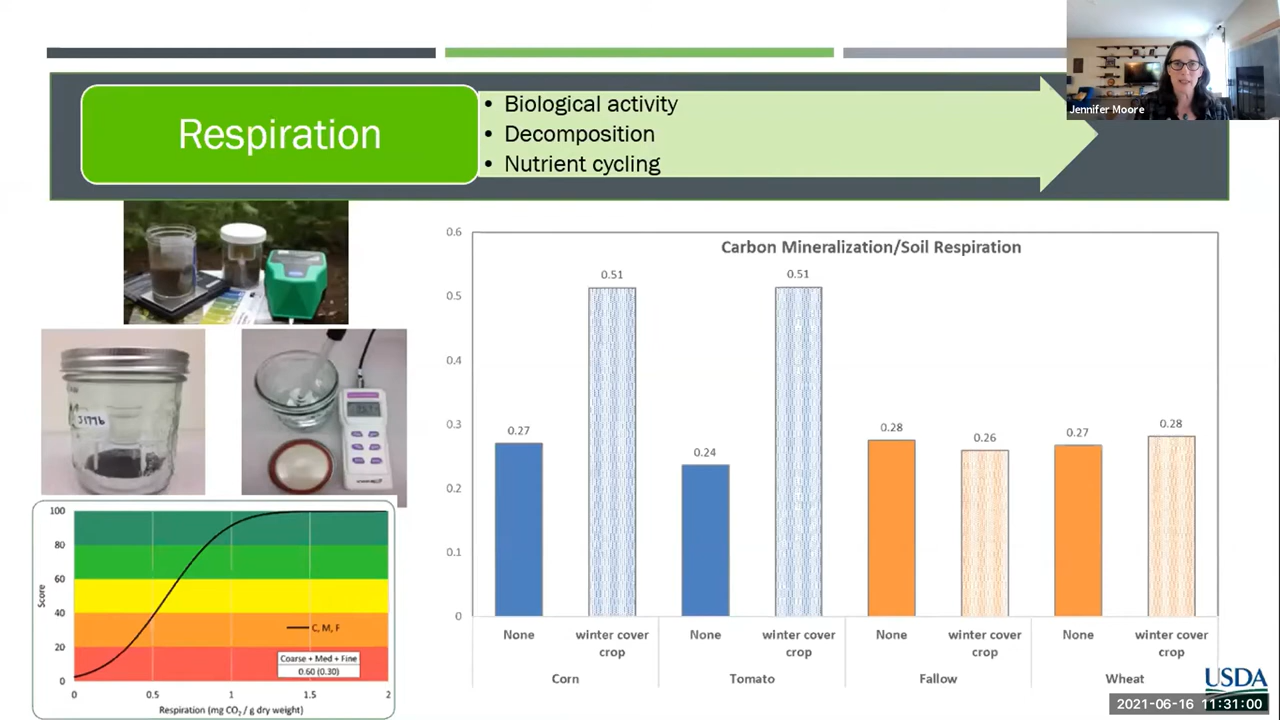 Jennifer Moore
Respiration
• Biological activity
• Decomposition
• Nutrient cycling
Carbon Mineralization/Soil Respiration
0.6
0.5
0.4
0.3
0.2
0.1
0
0.27
0.51
0.24
0.51
0.28
0.26
0.27
0.28
None
winter cover
crop
None
winter cover
crop
None
winter cover
crop
None
winter cover
crop
Corn
Tomato
Fallow
Wheat
100
80
60
40
20
0
Score
C, M, F
Coarse + Med + Fine
0.60 (0.30)
0
0.5
1
1.5
2
Respiration (mg CO₂ / g dry weight)
USDA
2021-06-16 11:31:00